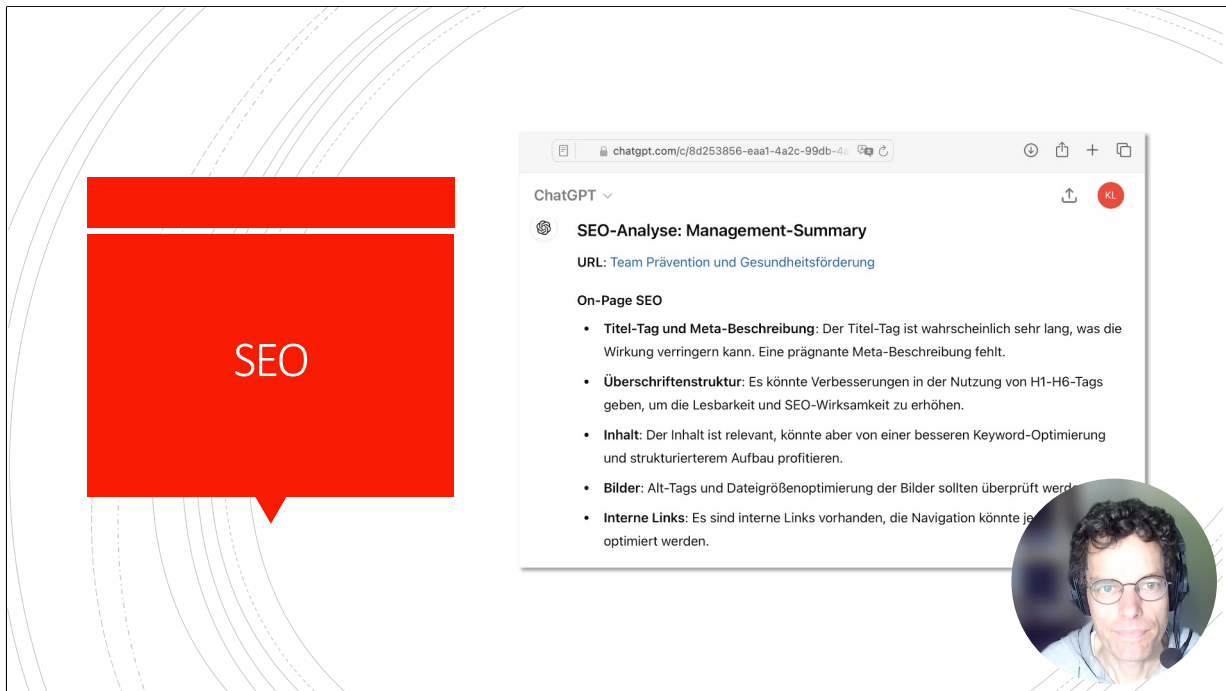 SEO
chatgpt.com/c/8d253856-eaa1-4a2c-99db-4
ChatGPT
KL
SEO-Analyse: Management-Summary
URL: Team Prävention und Gesundheitsförderung
On-Page SEO
• Titel-Tag und Meta-Beschreibung: Der Titel-Tag ist wahrscheinlich sehr lang, was die
Wirkung verringern kann. Eine prägnante Meta-Beschreibung fehlt.
• Überschriftenstruktur: Es könnte Verbesserungen in der Nutzung von H1-H6-Tags
geben, um die Lesbarkeit und SEO-Wirksamkeit zu erhöhen.
• Inhalt: Der Inhalt ist relevant, könnte aber von einer besseren Keyword-Optimierung
und strukturierterem Aufbau profitieren.
• Bilder: Alt-Tags und Dateigrößenoptimierung der Bilder sollten überprüft
• Interne Links: Es sind interne Links vorhanden, die Navigation könnte
optimiert werden.